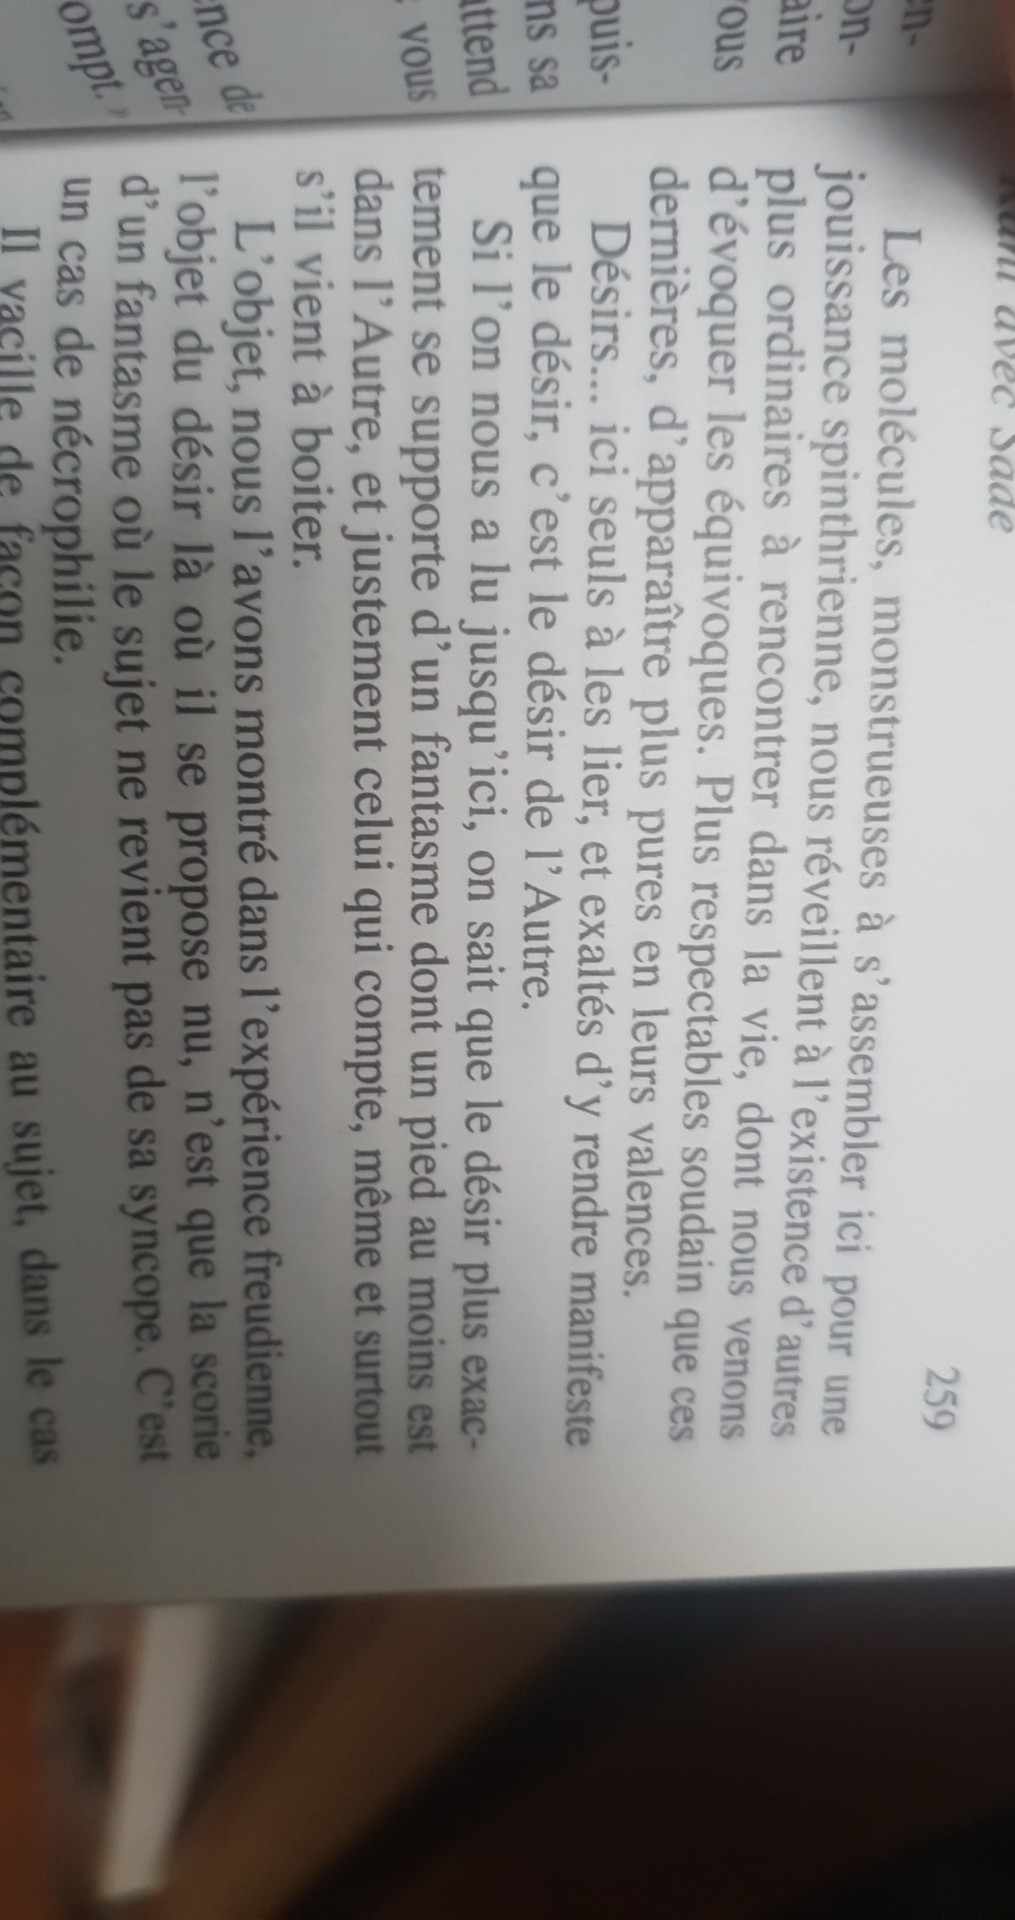 avec Sade
259
Les molécules, monstrueuses à s'assembler ici pour une
jouissance spinthrienne, nous réveillent à l'existence d'autres
plus ordinaires à rencontrer dans la vie, dont nous venons
d'évoquer les équivoques. Plus respectables soudain que ces
dernières, d'apparaître plus pures en leurs valences.
Désirs... ici seuls à les lier, et exaltés d'y rendre manifeste
que le désir, c'est le désir de l'Autre.
Si l'on nous a lu jusqu'ici, on sait que le désir plus exac-
tement se supporte d'un fantasme dont un pied au moins est
dans l'Autre, et justement celui qui compte, même et surtout
s'il vient à boiter.
L'objet, nous l'avons montré dans l'expérience freudienne,
l'objet du désir là où il se propose nu, n'est que la scorie
d'un fantasme où le sujet ne revient pas de sa syncope. C'est
un cas de nécrophilie.
Il vacille de façon complémentaire au sujet, dans le cas
en-
on-
aire
vous
puis-
ns sa
attend
vous
ence de
s'agen-
ompt. »